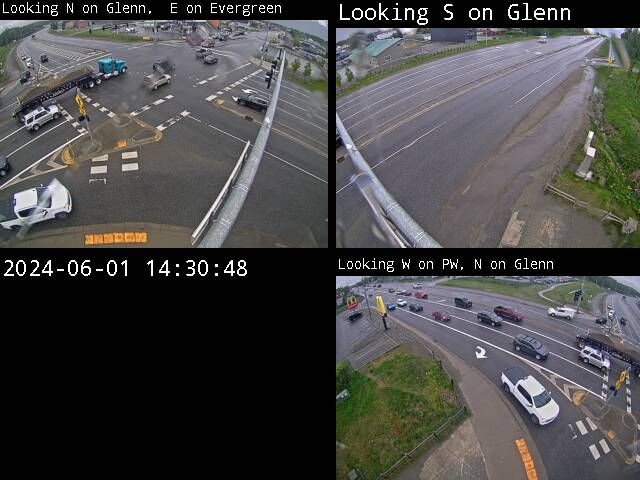 Looking N on Glenn,  E on Evergreen
Looking S on Glenn
2024-06-01 14:30:48
Looking W on PW, N on Glenn